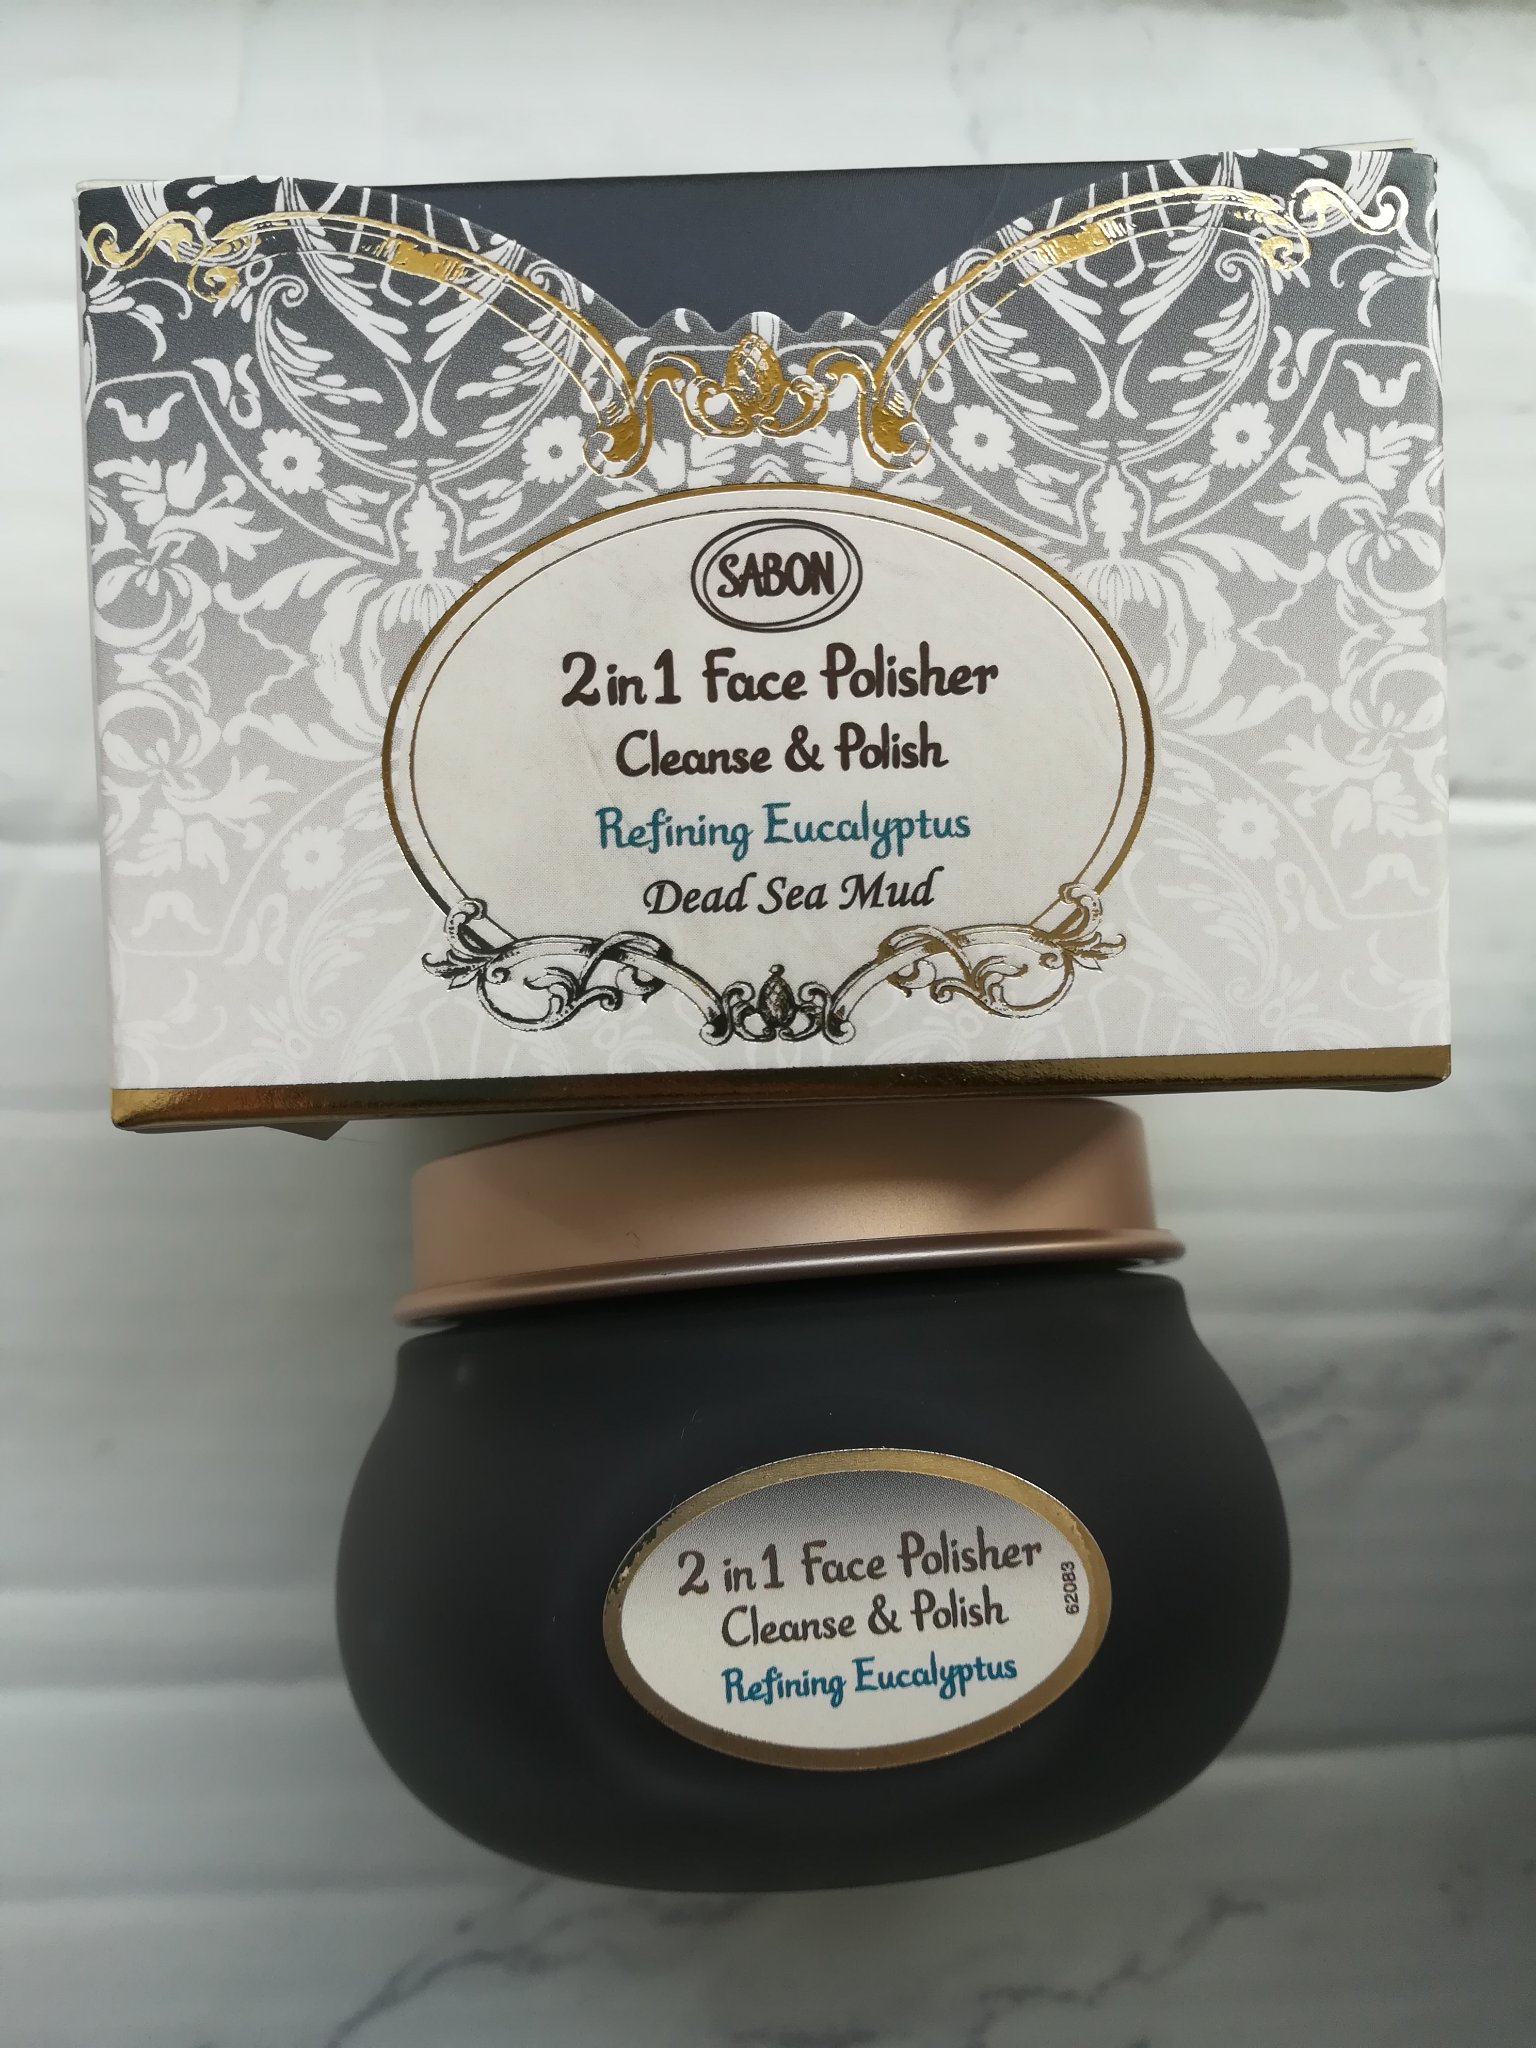 SABON
2 in 1 Face Polisher
Cleanse & Polish
Refining Eucalyptus
Dead Sea Mud
2 in 1 Face Polisher
Cleanse & Polish
Refining Eucalyptus
62083